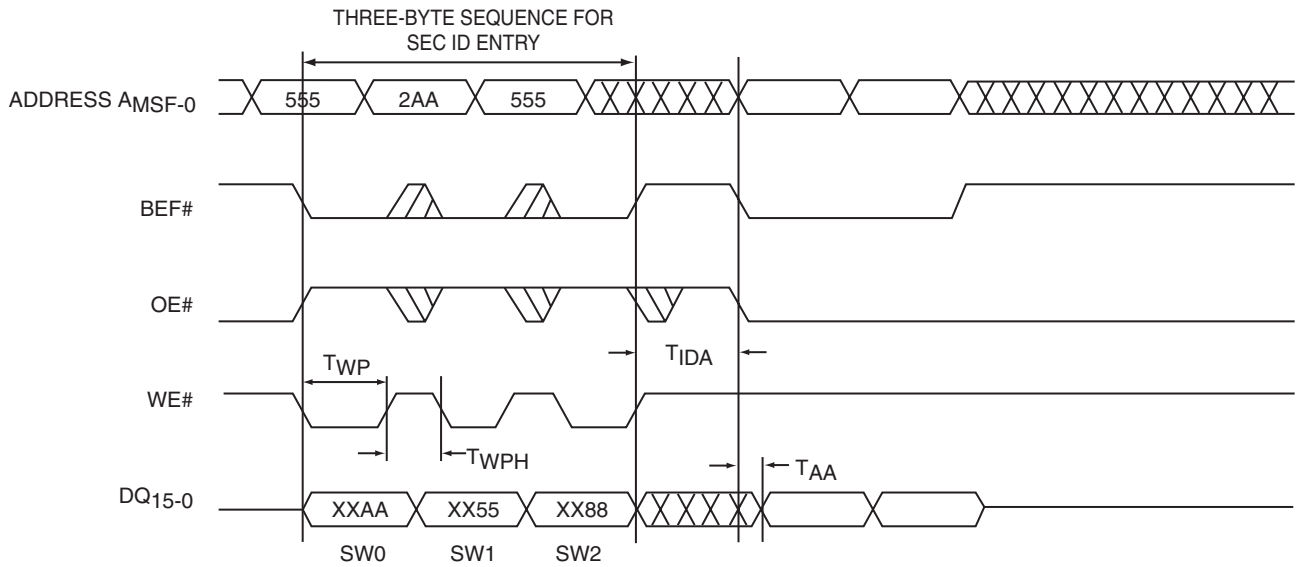 THREE-BYTE SEQUENCE FOR
SEC ID ENTRY
ADDRESS AMSF-0
555 2AA 555
BEF#
OE#
TIDA
TWP
WE#
TWPH
TAA
DQ15-0
XXAA XX55 XX88
SW0 SW1 SW2